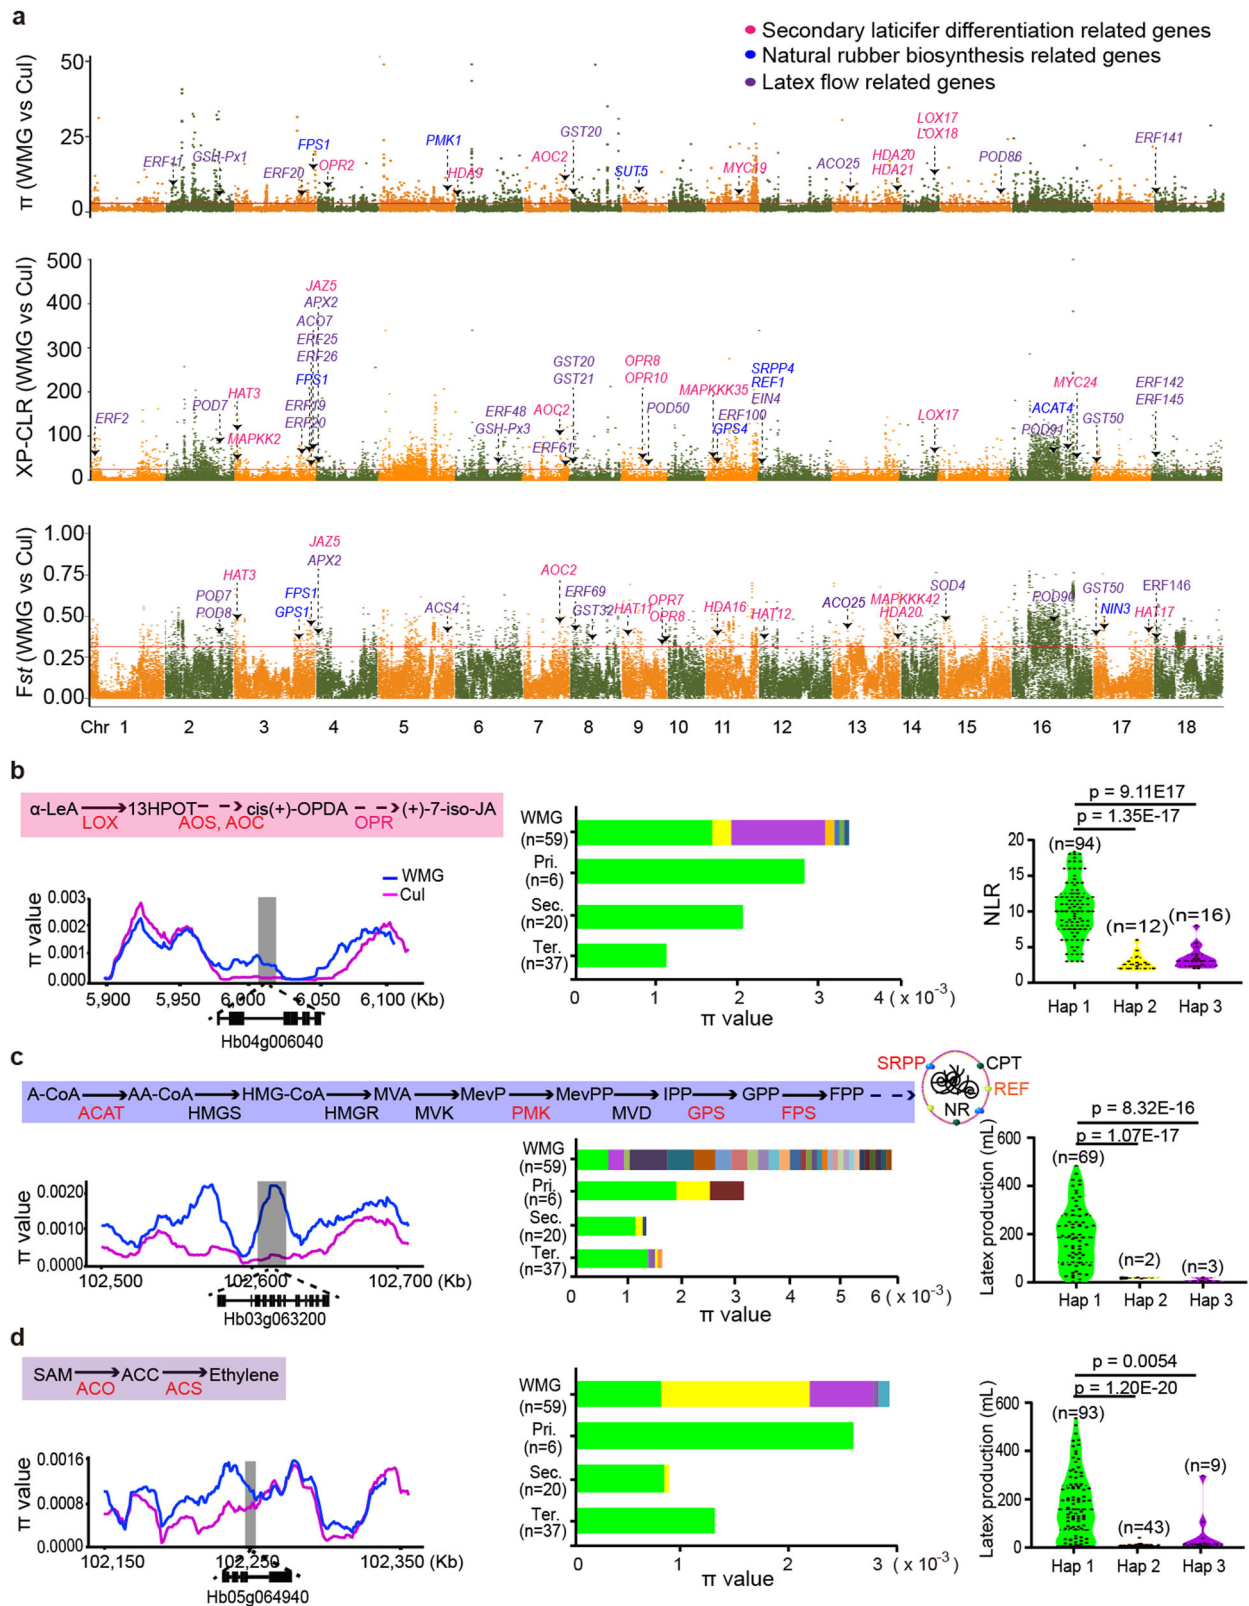 a
Secondary laticifer differentiation related genes
Natural rubber biosynthesis related genes
Latex flow related genes
π (WMG vs Cul)
50
25
0
ERF11
GSH-Px1
ERF20
FPS1
OPR2
PMK1
HDA9
AOC2
GST20
SUT5
MYC19
ACO25
HDA20
HDA21
LOX17
LOX18
POD86
ERF141
XP-CLR (WMG vs Cul)
500
400
300
200
100
0
ERF2
POD7
HAT3
MAPKK2
JAZ5
APX2
ACO7
ERF25
ERF26
FPS1
ERF19
ERF20
ERF48
GSH-Px3
AOC2
ERF61
GST20
GST21
OPR8
OPR10
POD50
MAPKKK35
ERF100
GPS4
SRPP4
REF1
EIN4
LOX17
MYC24
ACAT4
POD91
GST50
ERF142
ERF145
Fst (WMG vs Cul)
1.00
0.75
0.50
0.25
0.00
POD7
POD8
HAT3
GPS1
FPS1
JAZ5
APX2
ACS4
AOC2
ERF69
GST32
HAT11
OPR7
OPR8
HDA16
HAT12
ACO25
MAPKKK42
HDA20
SOD4
POD90
GST50
NIN3
HAT17
ERF146
Chr 1 2 3 4 5 6 7 8 9 10 11 12 13 14 15 16 17 18
b
α-LeA 13HPOT cis(+)-OPDA (+)-7-iso-JA
LOX AOS, AOC OPR
π value
0.003
0.002
0.001
0.000
WMG
Cul
5,900 5,950 6,000 6,050 6,100 (Kb)
Hb04g006040
WMG
(n=59)
Pri.
(n=6)
Sec.
(n=20)
Ter.
(n=37)
0 1 2 3 4 ( x 10⁻³)
π value
p = 9.11E17
p = 1.35E-17
NLR
20
15
10
5
0
(n=94)
(n=12)
(n=16)
Hap 1 Hap 2 Hap 3
c
A-CoA AA-CoA HMG-CoA MVA MevP MevPP IPP GPP FPP
ACAT HMGS HMGR MVK PMK MVD GPS FPS
SRPP
CPT
REF
NR
π value
0.0020
0.0010
0.0000
102,500 102,600 102,700 (Kb)
Hb03g063200
WMG
(n=59)
Pri.
(n=6)
Sec.
(n=20)
Ter.
(n=37)
0 1 2 3 4 5 6 ( x 10⁻³)
π value
p = 8.32E-16
p = 1.07E-17
Latex production (mL)
600
400
200
0
(n=69)
(n=2)
(n=3)
Hap 1 Hap 2 Hap 3
d
SAM ACC Ethylene
ACO ACS
π value
0.0016
0.0008
0.0000
102,150 102,250 102,350 (Kb)
Hb05g064940
WMG
(n=59)
Pri.
(n=6)
Sec.
(n=20)
Ter.
(n=37)
0 1 2 3 ( x 10⁻³)
π value
p = 0.0054
p = 1.20E-20
Latex production (mL)
600
400
200
0
(n=93)
(n=43)
(n=9)
Hap 1 Hap 2 Hap 3